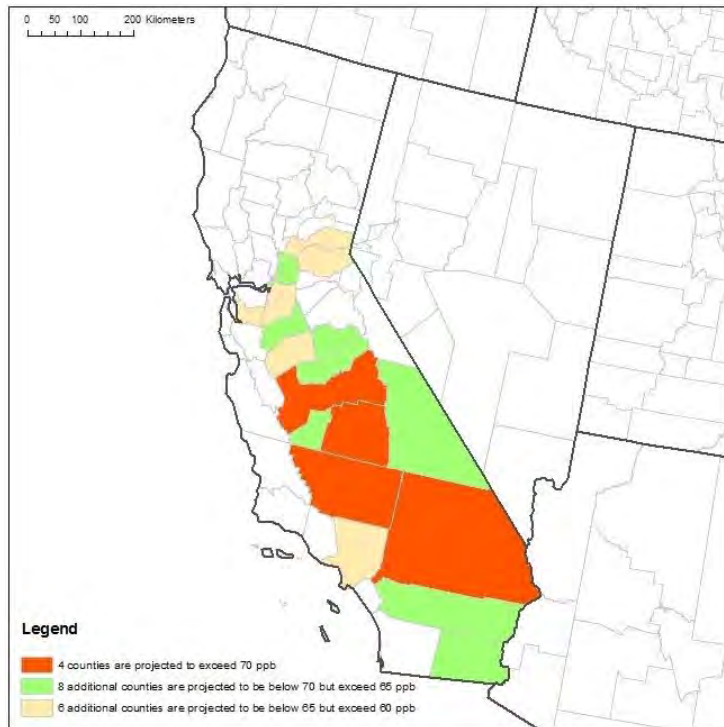 0 50 100 200 Kilometers
Legend
4 counties are projected to exceed 70 ppb
8 additional counties are projected to be below 70 but exceed 65 ppb
6 additional counties are projected to be below 65 but exceed 60 ppb